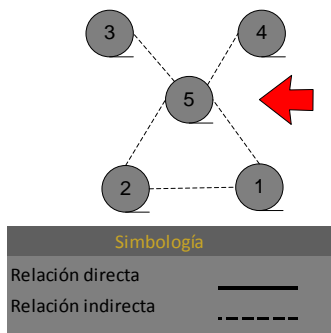 3 4
5
2 1
Simbología
Relación directa
Relación indirecta